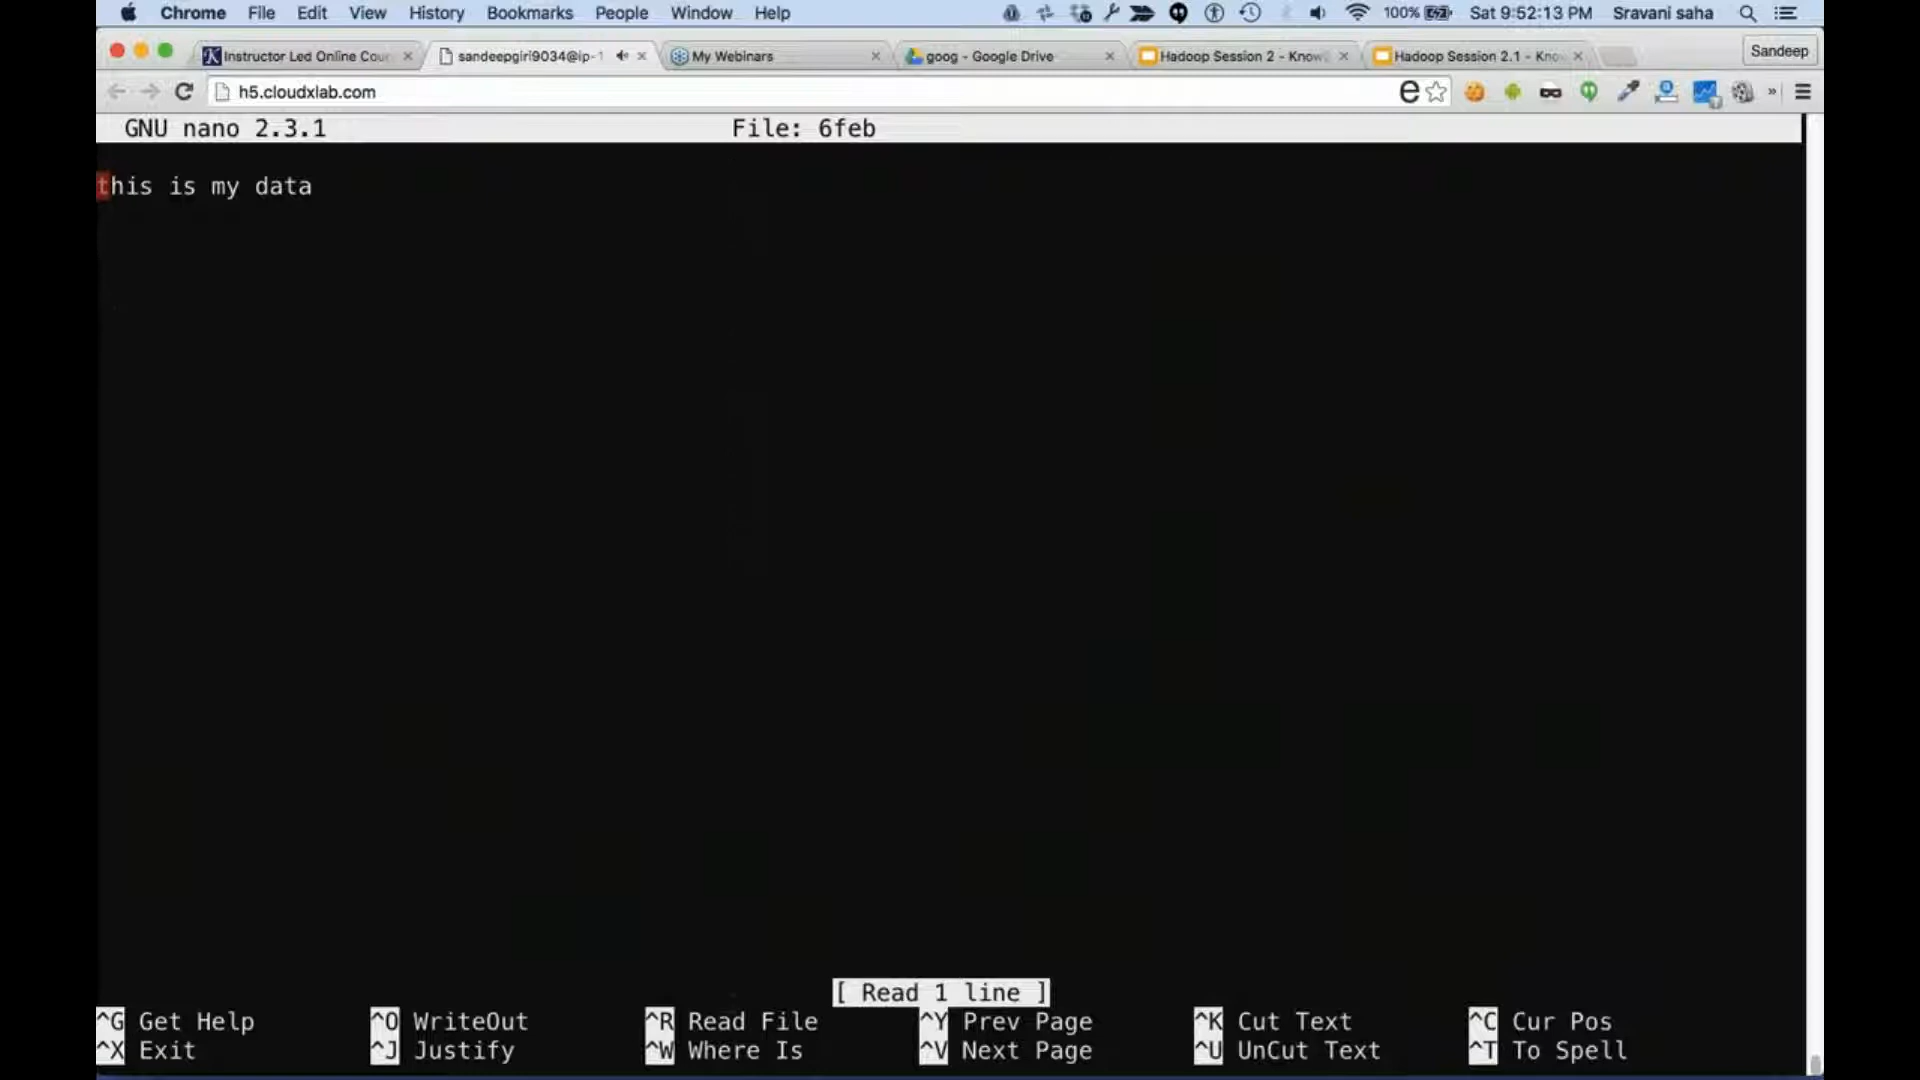 Chrome File Edit View History Bookmarks People Window Help 100% Sat 9:52:13 PM Sravani saha
Instructor Led Online Cour sandeepgiri9034@ip-1 My Webinars goog - Google Drive Hadoop Session 2 - Know Hadoop Session 2.1 - Kno Sandeep
h5.cloudxlab.com
GNU nano 2.3.1 File: 6feb
this is my data
[ Read 1 line ]
^G Get Help ^O WriteOut ^R Read File ^Y Prev Page ^K Cut Text ^C Cur Pos
^X Exit ^J Justify ^W Where Is ^V Next Page ^U UnCut Text ^T To Spell